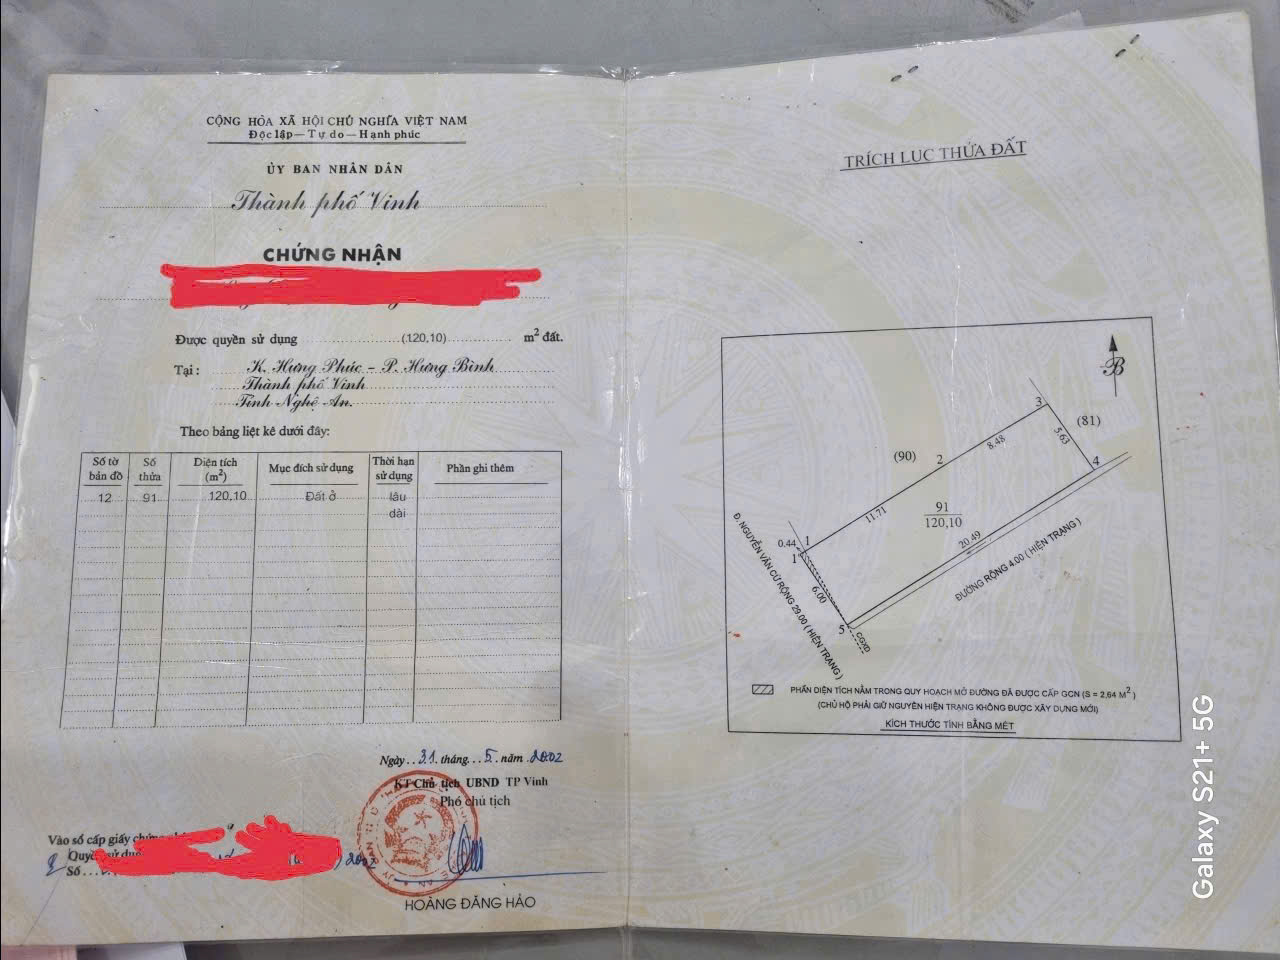 CỘNG HÒA XÃ HỘI CHỦ NGHĨA VIỆT NAM
Độc lập — Tự do — Hạnh phúc
ỦY BAN NHÂN DÂN
Thành phố Vinh
CHỨNG NHẬN
Được quyền sử dụng (120,10) m² đất.
Tại: K. Hưng Phúc - P. Hưng Bình
Thành phố Vinh
Tỉnh Nghệ An.
Theo bảng liệt kê dưới đây:
Số tờ bản đồ Số thửa Diện tích (m²) Mục đích sử dụng Thời hạn sử dụng Phần ghi thêm
12 91 120,10 Đất ở lâu dài
Ngày 31 tháng 5 năm 2002
KT Chủ tịch UBND TP Vinh
Phó chủ tịch
Vào sổ cấp giấy chứng
Quyền sử dụng
Số 2002
HOÀNG ĐĂNG HẢO
TRÍCH LỤC THỬA ĐẤT
B
3
(81)
5.63
8.48
2
(90)
4
91
120,10
11.71
0.44
1
1'
20.49
6.00
5
CGXD
Đ. NGUYỄN VĂN CỪ RỘNG 29.00 ( HIỆN TRẠNG )
ĐƯỜNG RỘNG 4.00 ( HIỆN TRẠNG )
PHẦN DIỆN TÍCH NẰM TRONG QUY HOẠCH MỞ ĐƯỜNG ĐÃ ĐƯỢC CẤP GCN (S = 2,64 M²)
(CHỦ HỘ PHẢI GIỮ NGUYÊN HIỆN TRẠNG KHÔNG ĐƯỢC XÂY DỰNG MỚI)
KÍCH THƯỚC TÍNH BẰNG MÉT
Galaxy S21+ 5G